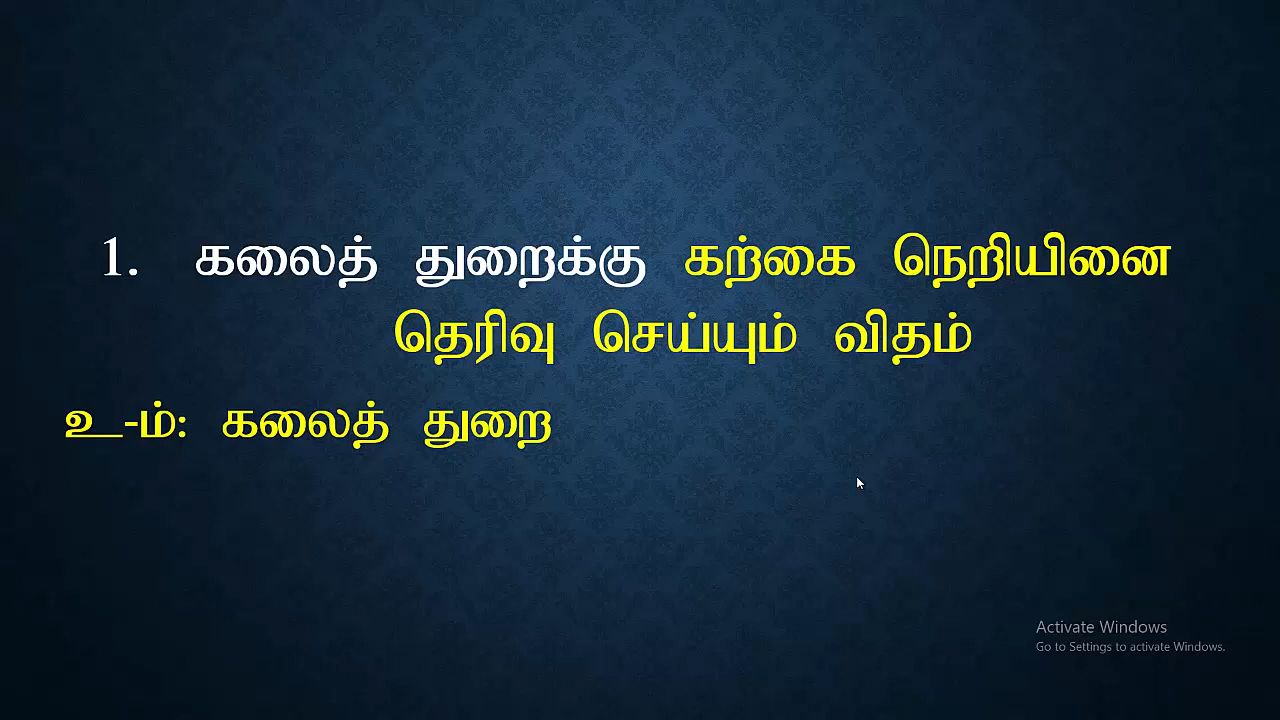 1. கலைத் துறைக்கு கற்கை நெறியினை
தெரிவு செய்யும் விதம்
உ-ம்: கலைத் துறை
Activate Windows
Go to Settings to activate Windows.